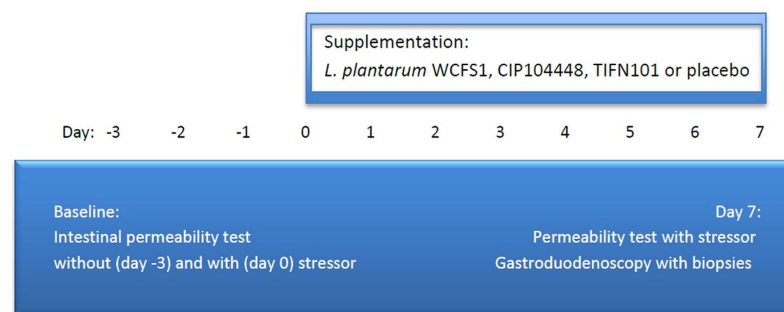 Supplementation:
L. plantarum WCFS1, CIP104448, TIFN101 or placebo
Day: -3 -2 -1 0 1 2 3 4 5 6 7
Baseline:
Intestinal permeability test
without (day -3) and with (day 0) stressor
Day 7:
Permeability test with stressor
Gastroduodenoscopy with biopsies